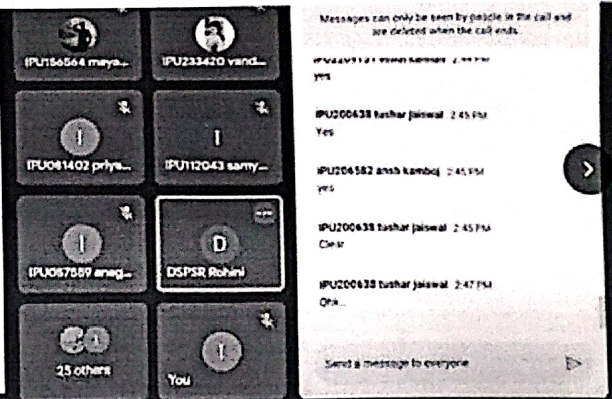 IPU156564 maya...
IPU233420 vand...
I
IPU081402 priya...
I
IPU112043 samy...
I
IPU057559 anag...
D
DSPSR Rohini
25 others
I
You
Messages can only be seen by people in the call and
are deleted when the call ends.
yes
IPU200638 tushar jaiswal 2:45 PM
Yes
IPU206582 ansh kamboj 2:45 PM
yes
IPU200638 tushar jaiswal 2:45 PM
Clear
IPU200638 tushar jaiswal 2:47 PM
Ohk...
Send a message to everyone